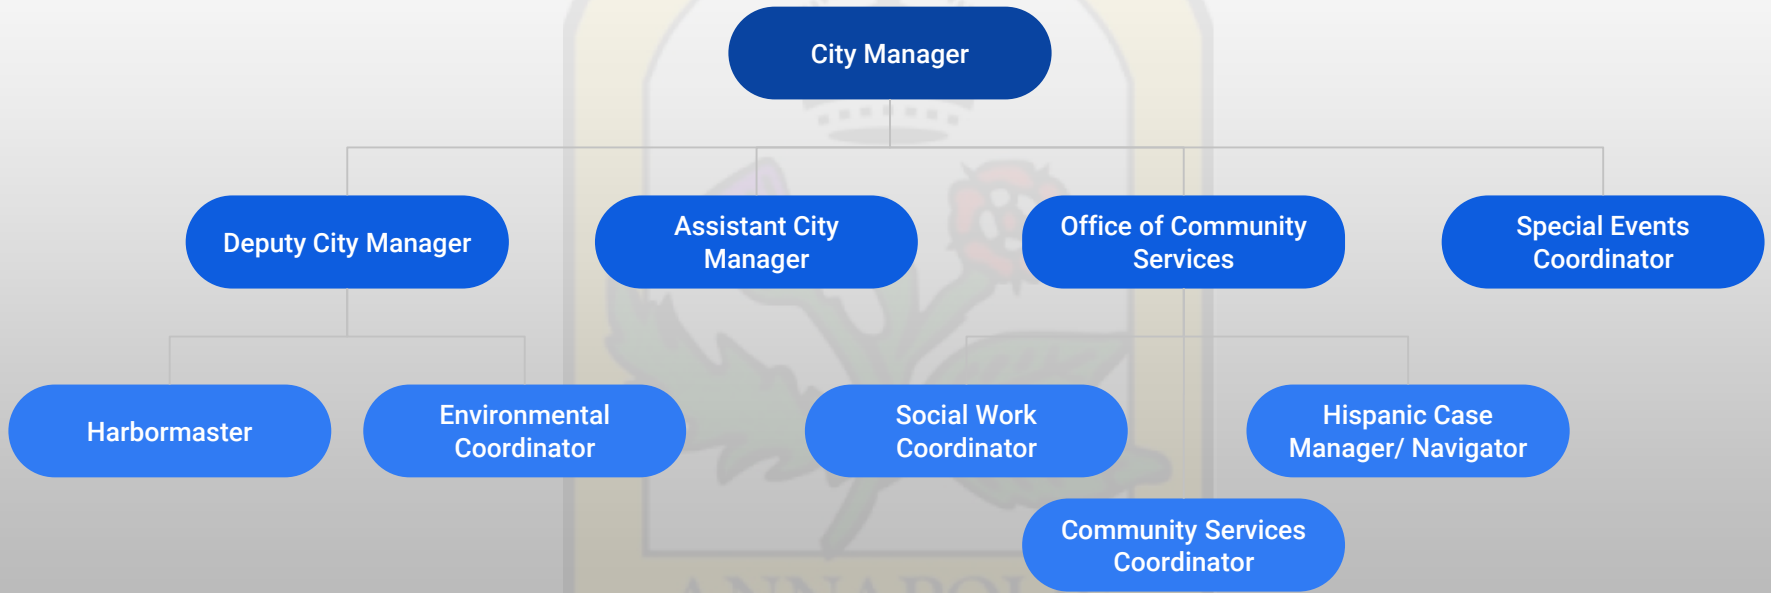 City Manager
Deputy City Manager
Assistant City
Manager
Office of Community
Services
Special Events
Coordinator
Harbormaster
Environmental
Coordinator
Social Work
Coordinator
Hispanic Case
Manager/ Navigator
Community Services
Coordinator